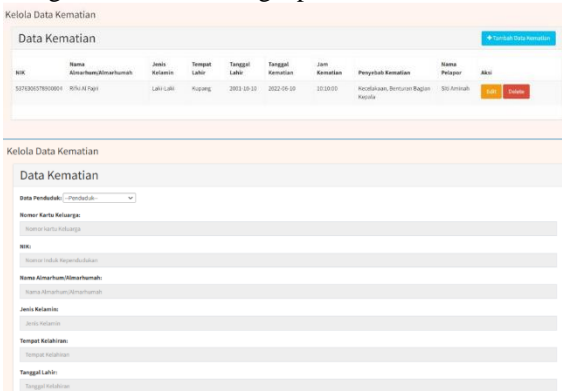 Kelola Data Kematian
Data Kematian
+ Tambah Data Kematian
NIK Nama Almarhum/Almarhumah Jenis Kelamin Tempat Lahir Tanggal Lahir Tanggal Kematian Jam Kematian Penyebab Kematian Nama Pelapor Aksi
Rifki Al Fajri Laki-Laki Kupang 2022-06-10 10:10:00 Kecelakaan, Benturan Bagian Kepala Siti Aminah Edit Delete
Kelola Data Kematian
Data Kematian
Data Penduduk: --Penduduk--
Nomor Kartu Keluarga:
Nomor Kartu Keluarga
NIK:
Nomor Induk Kependudukan
Nama Almarhum/Almarhumah:
Nama Almarhum/Almarhumah
Jenis Kelamin:
Jenis Kelamin
Tempat Kelahiran:
Tempat Kelahiran
Tanggal Lahir:
Tanggal Kelahiran